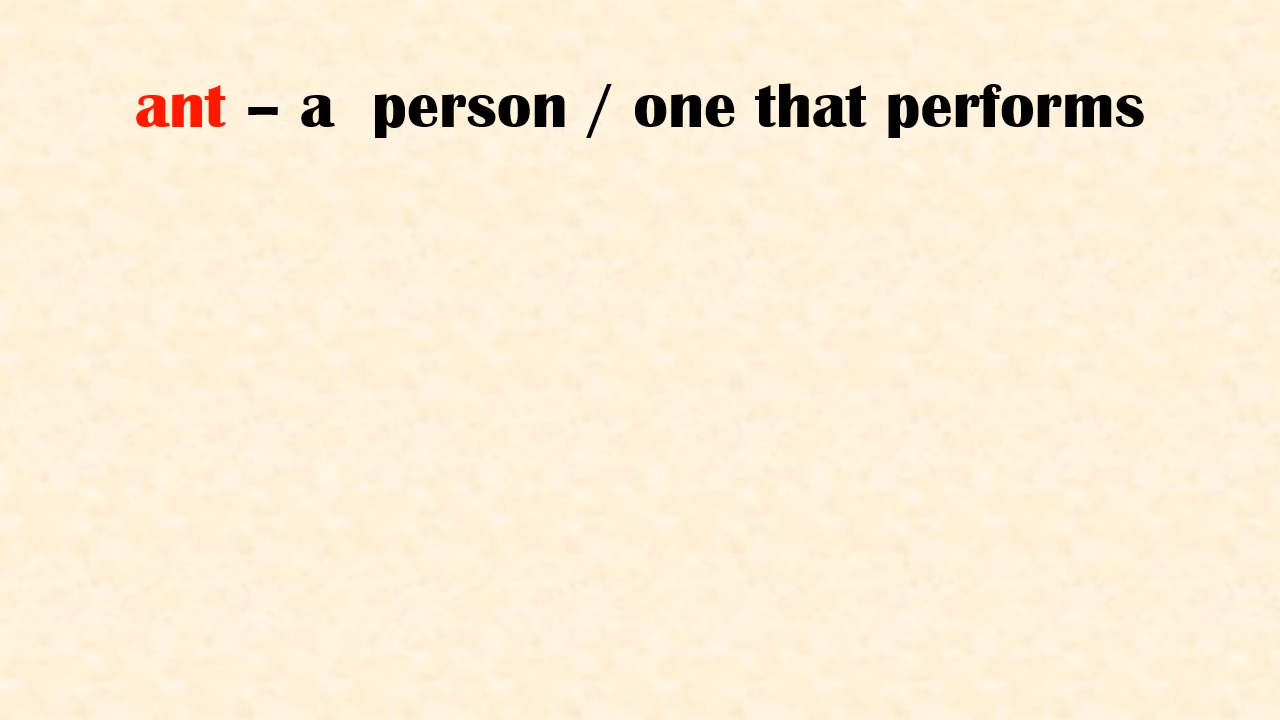 ant – a  person / one that performs